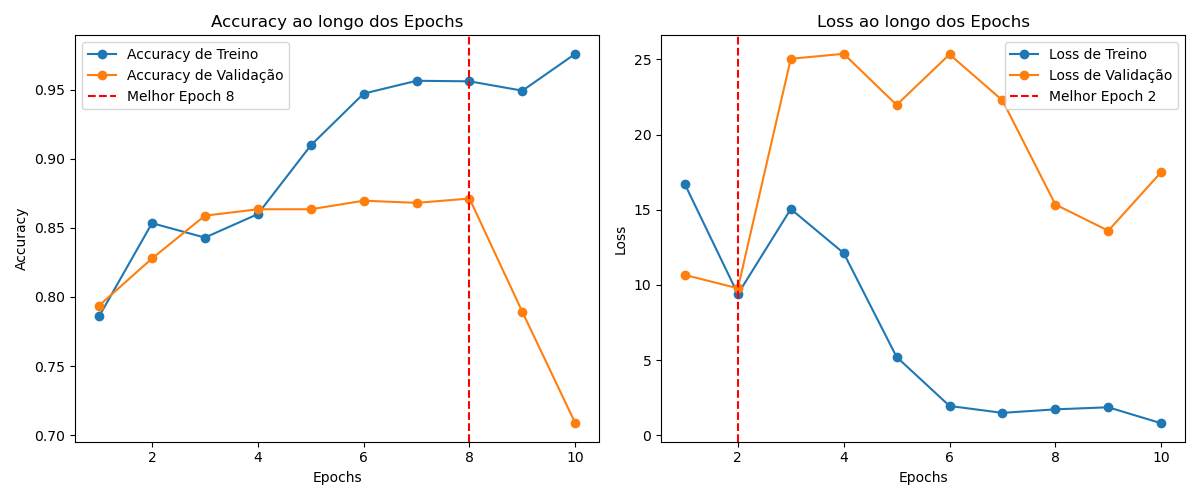 Accuracy ao longo dos Epochs
Accuracy de Treino
Accuracy de Validação
Melhor Epoch 8
0.95
0.90
0.85
0.80
0.75
0.70
Accuracy
2 4 6 8 10
Epochs
Loss ao longo dos Epochs
Loss de Treino
Loss de Validação
Melhor Epoch 2
25
20
15
10
5
0
Loss
2 4 6 8 10
Epochs